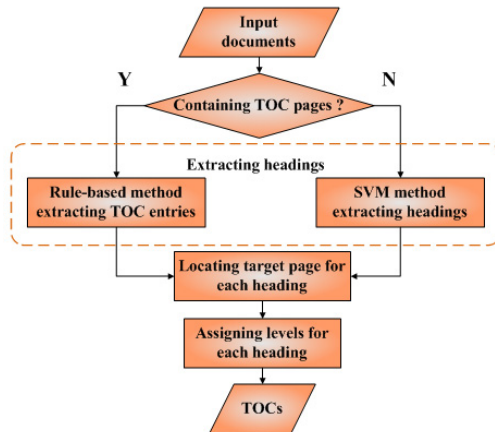 Input
documents
Y
N
Containing TOC pages ?
Extracting headings
Rule-based method
extracting TOC entries
SVM method
extracting headings
Locating target page for
each heading
Assigning levels for
each heading
TOCs